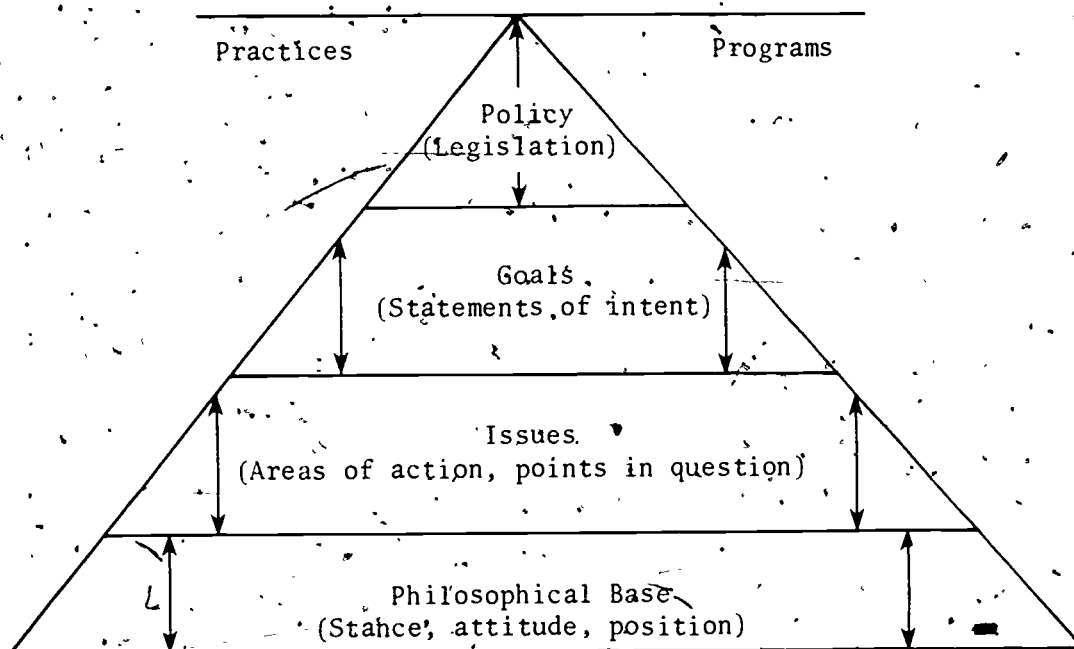 Practices Programs
Policy
(Legislation)
Goals
(Statements of intent)
Issues
(Areas of action, points in question)
Philosophical Base
(Stance, attitude, position)